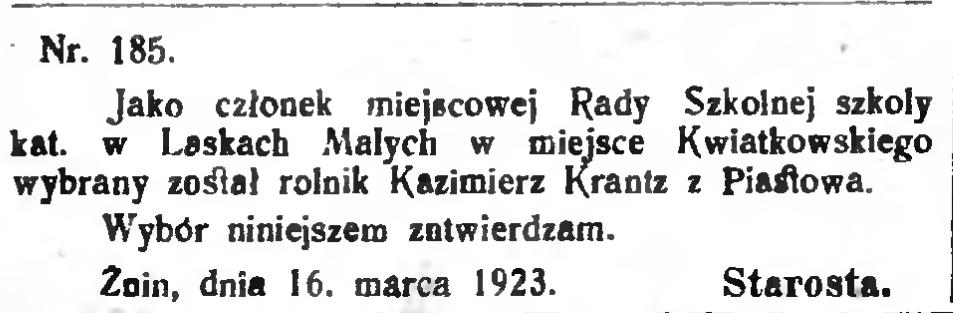 Nr. 185.
Jako członek miejscowej Rady Szkolnej szkoły
kat. w Laskach Małych w miejsce Kwiatkowskiego
wybrany został rolnik Kazimierz Krantz z Piastowa.
Wybór niniejszem zatwierdzam.
Żnin, dnia 16. marca 1923. Starosta.